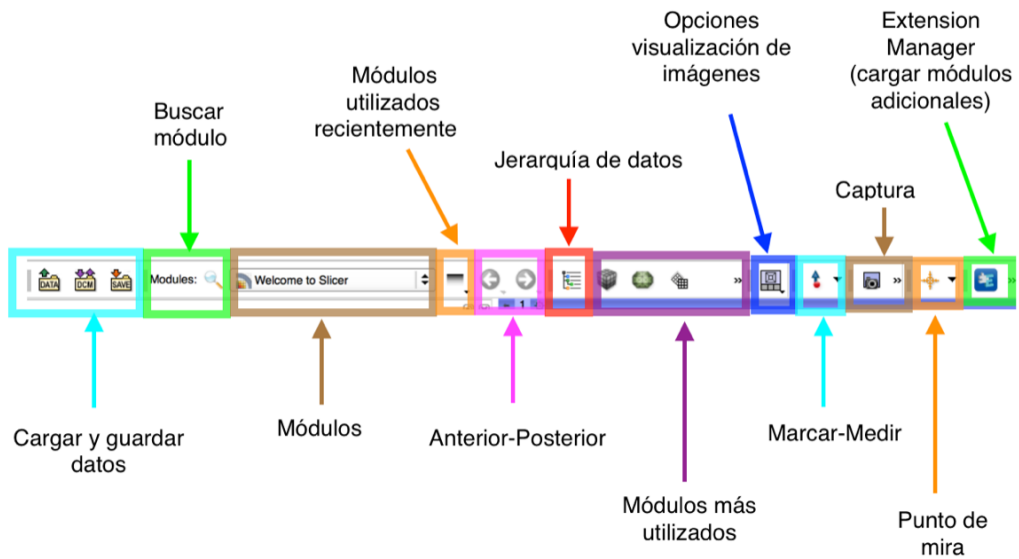 Opciones
visualización de
imágenes
Extension
Manager
(cargar módulos
adicionales)
Módulos
utilizados
recientemente
Buscar
módulo
Jerarquía de datos
Captura
DATA
DCM
SAVE
Modules:
Welcome to Slicer
»
»
»
1
Cargar y guardar
datos
Módulos
Anterior-Posterior
Marcar-Medir
Módulos más
utilizados
Punto de
mira